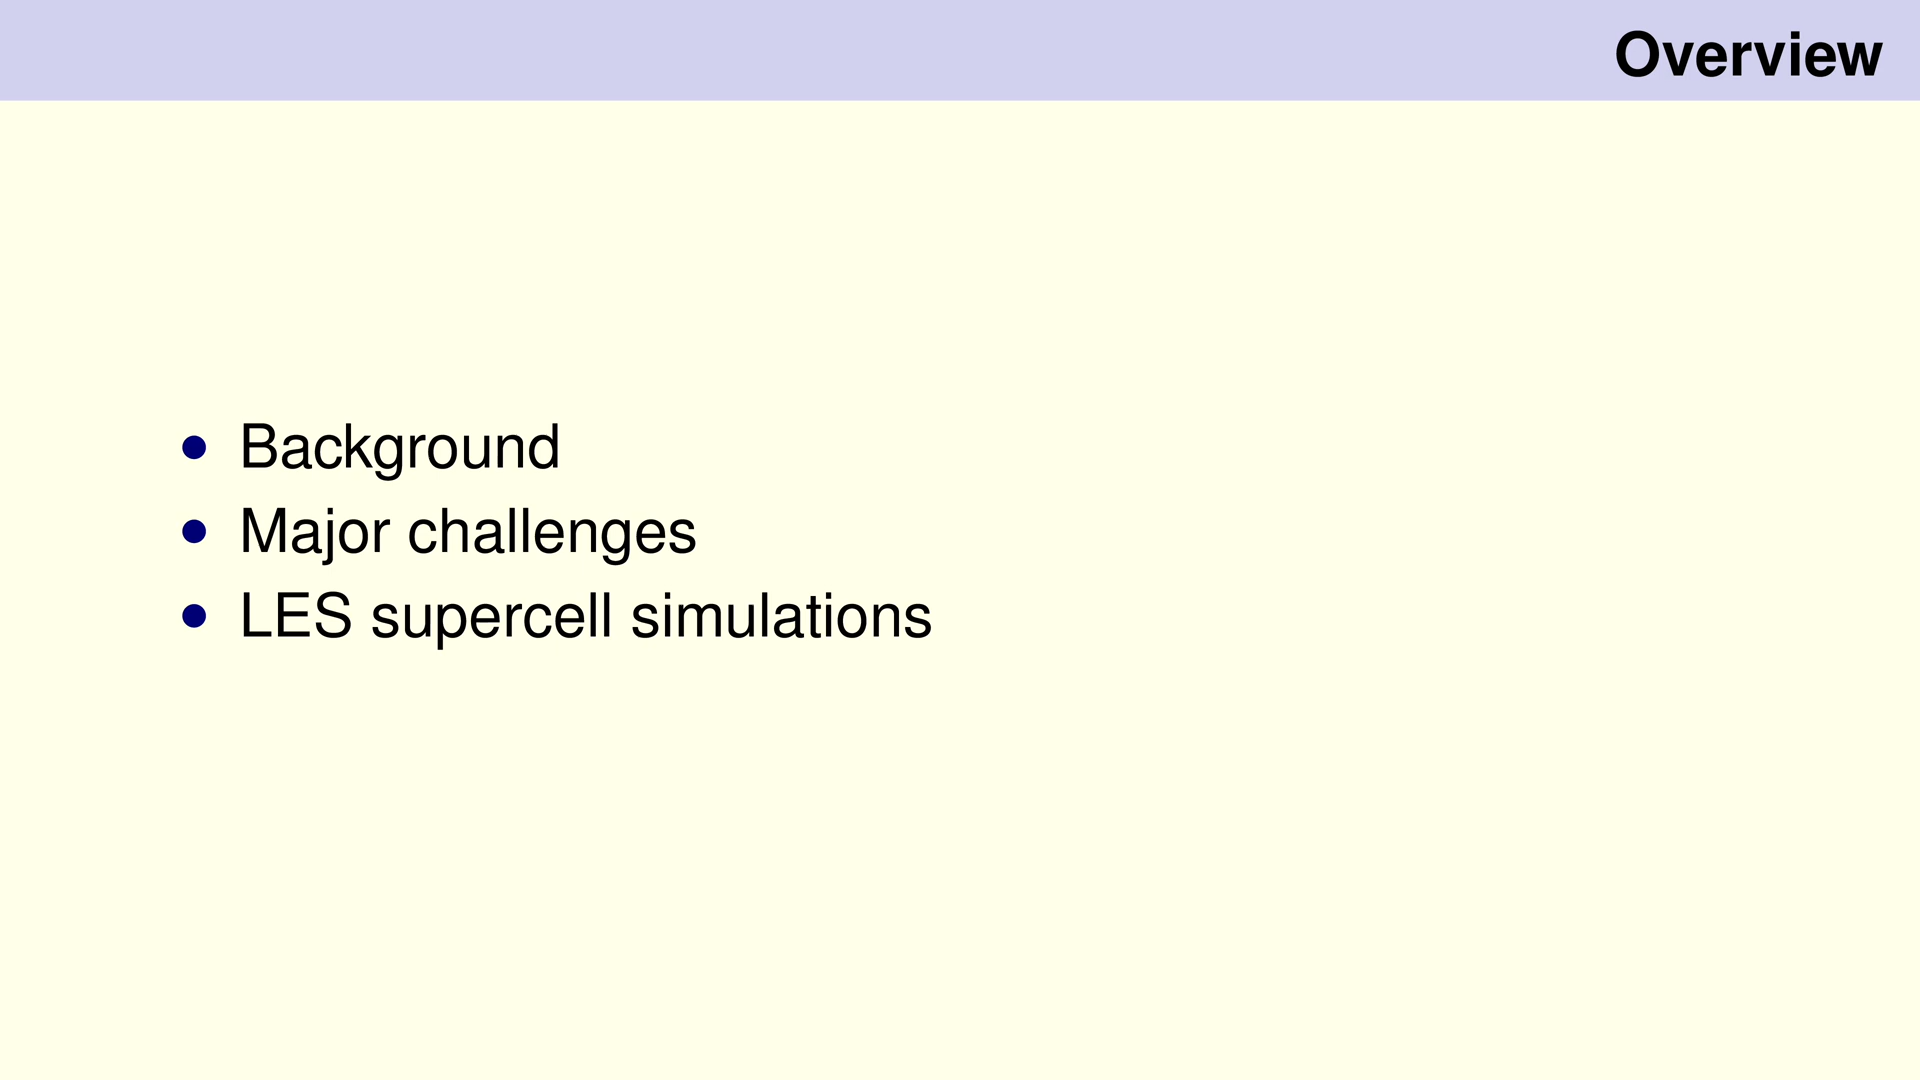 Overview
• Background
• Major challenges
• LES supercell simulations